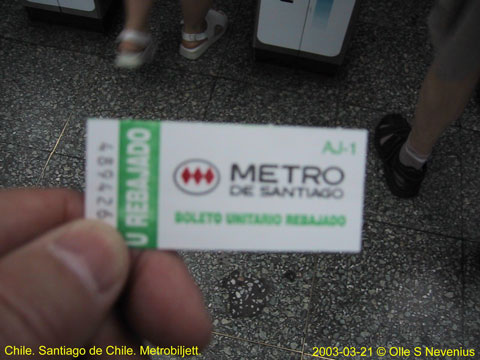 489426
U REBAJADO
AJ-1
METRO
DE SANTIAGO
BOLETO UNITARIO REBAJADO
Chile. Santiago de Chile. Metrobiljett.
2003-03-21 © Olle S Nevenius